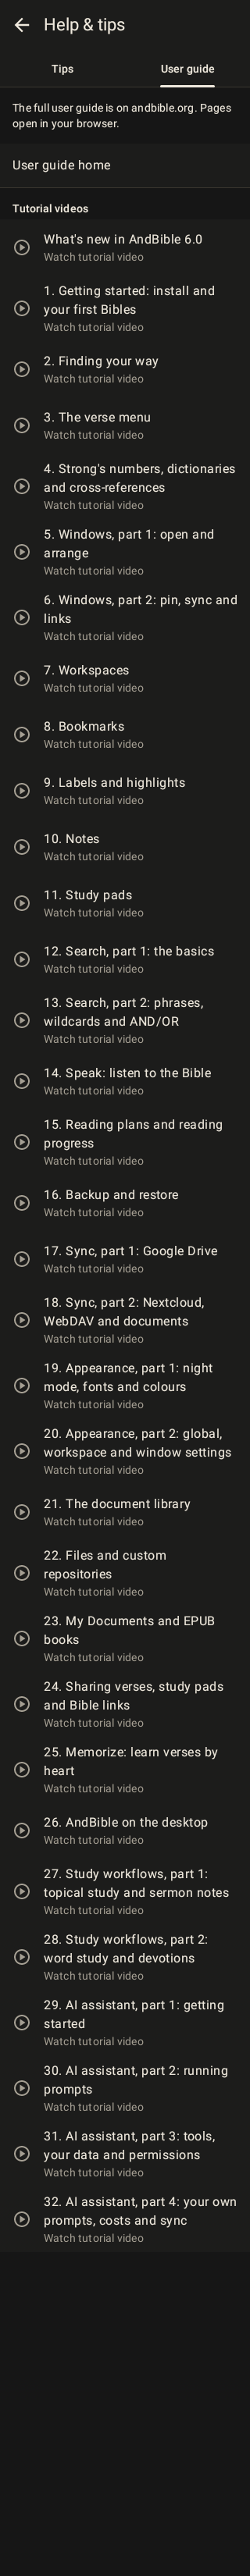 Help & tips
Tips
User guide
The full user guide is on andbible.org. Pages
open in your browser.
User guide home
Tutorial videos
What's new in AndBible 6.0
Watch tutorial video
1. Getting started: install and
your first Bibles
Watch tutorial video
2. Finding your way
Watch tutorial video
3. The verse menu
Watch tutorial video
4. Strong's numbers, dictionaries
and cross-references
Watch tutorial video
5. Windows, part 1: open and
arrange
Watch tutorial video
6. Windows, part 2: pin, sync and
links
Watch tutorial video
7. Workspaces
Watch tutorial video
8. Bookmarks
Watch tutorial video
9. Labels and highlights
Watch tutorial video
10. Notes
Watch tutorial video
11. Study pads
Watch tutorial video
12. Search, part 1: the basics
Watch tutorial video
13. Search, part 2: phrases,
wildcards and AND/OR
Watch tutorial video
14. Speak: listen to the Bible
Watch tutorial video
15. Reading plans and reading
progress
Watch tutorial video
16. Backup and restore
Watch tutorial video
17. Sync, part 1: Google Drive
Watch tutorial video
18. Sync, part 2: Nextcloud,
WebDAV and documents
Watch tutorial video
19. Appearance, part 1: night
mode, fonts and colours
Watch tutorial video
20. Appearance, part 2: global,
workspace and window settings
Watch tutorial video
21. The document library
Watch tutorial video
22. Files and custom
repositories
Watch tutorial video
23. My Documents and EPUB
books
Watch tutorial video
24. Sharing verses, study pads
and Bible links
Watch tutorial video
25. Memorize: learn verses by
heart
Watch tutorial video
26. AndBible on the desktop
Watch tutorial video
27. Study workflows, part 1:
topical study and sermon notes
Watch tutorial video
28. Study workflows, part 2:
word study and devotions
Watch tutorial video
29. AI assistant, part 1: getting
started
Watch tutorial video
30. AI assistant, part 2: running
prompts
Watch tutorial video
31. AI assistant, part 3: tools,
your data and permissions
Watch tutorial video
32. AI assistant, part 4: your own
prompts, costs and sync
Watch tutorial video